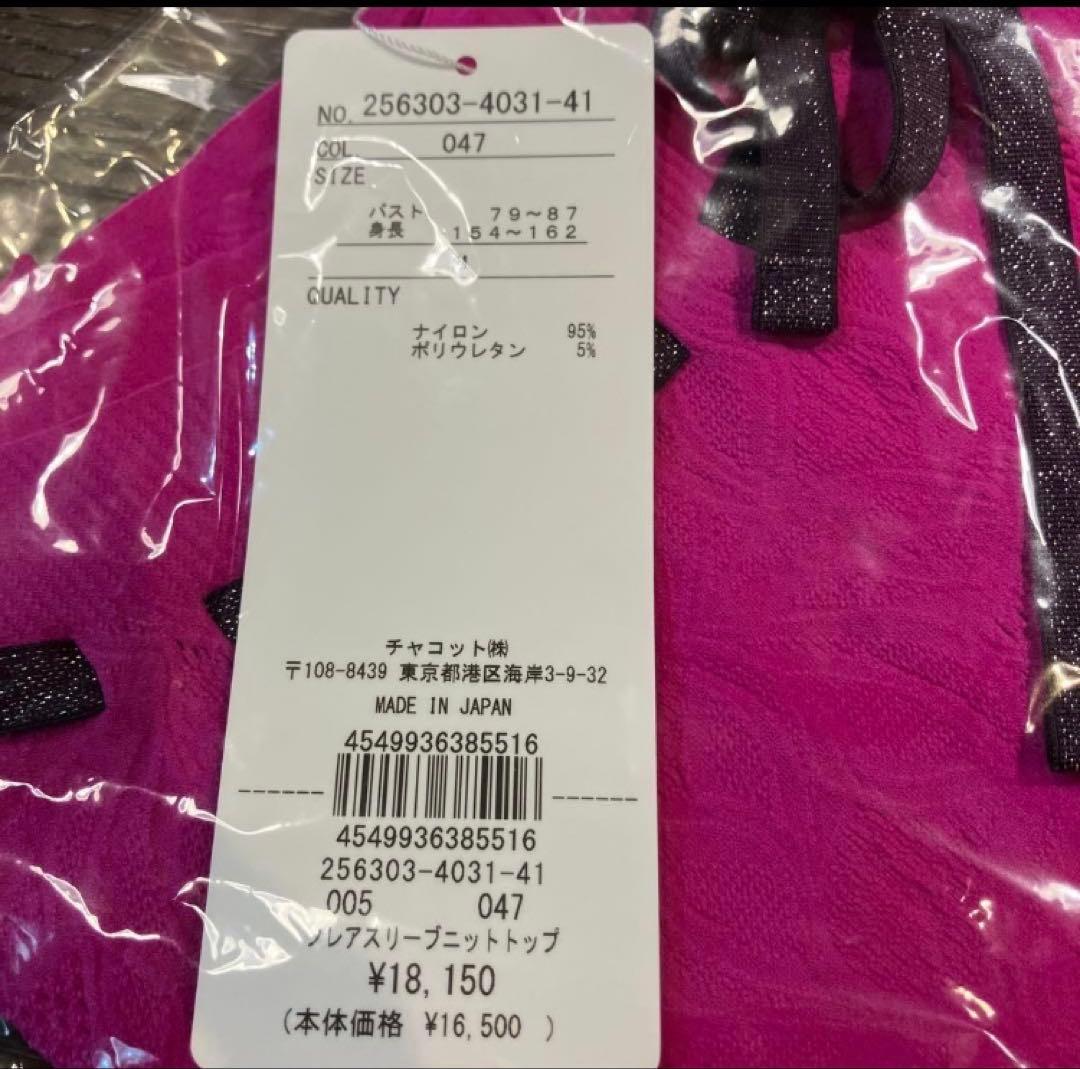 NO. 256303-4031-41
COL. 047
SIZE
バスト 79～87
身長 154～162
QUALITY
ナイロン 95%
ポリウレタン 5%
チャコット㈱
〒108-8439 東京都港区海岸3-9-32
MADE IN JAPAN
4549936385516
4549936385516
256303-4031-41
005 047
フレアスリーブニットトップ
¥18,150
(本体価格 ¥16,500 )